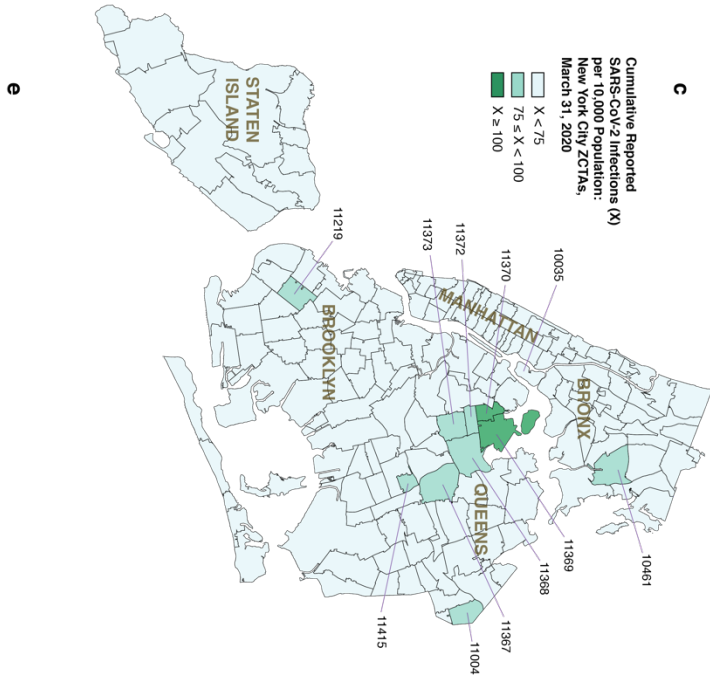 c
Cumulative Reported
SARS-CoV-2 Infections (X)
per 10,000 Population:
New York City ZCTAs,
March 31, 2020
X < 75
75 ≤ X < 100
X ≥ 100
STATEN
ISLAND
MANHATTAN
BRONX
BROOKLYN
QUEENS
10035
11370
11372
11373
11219
10461
11369
11368
11367
11004
11415
e